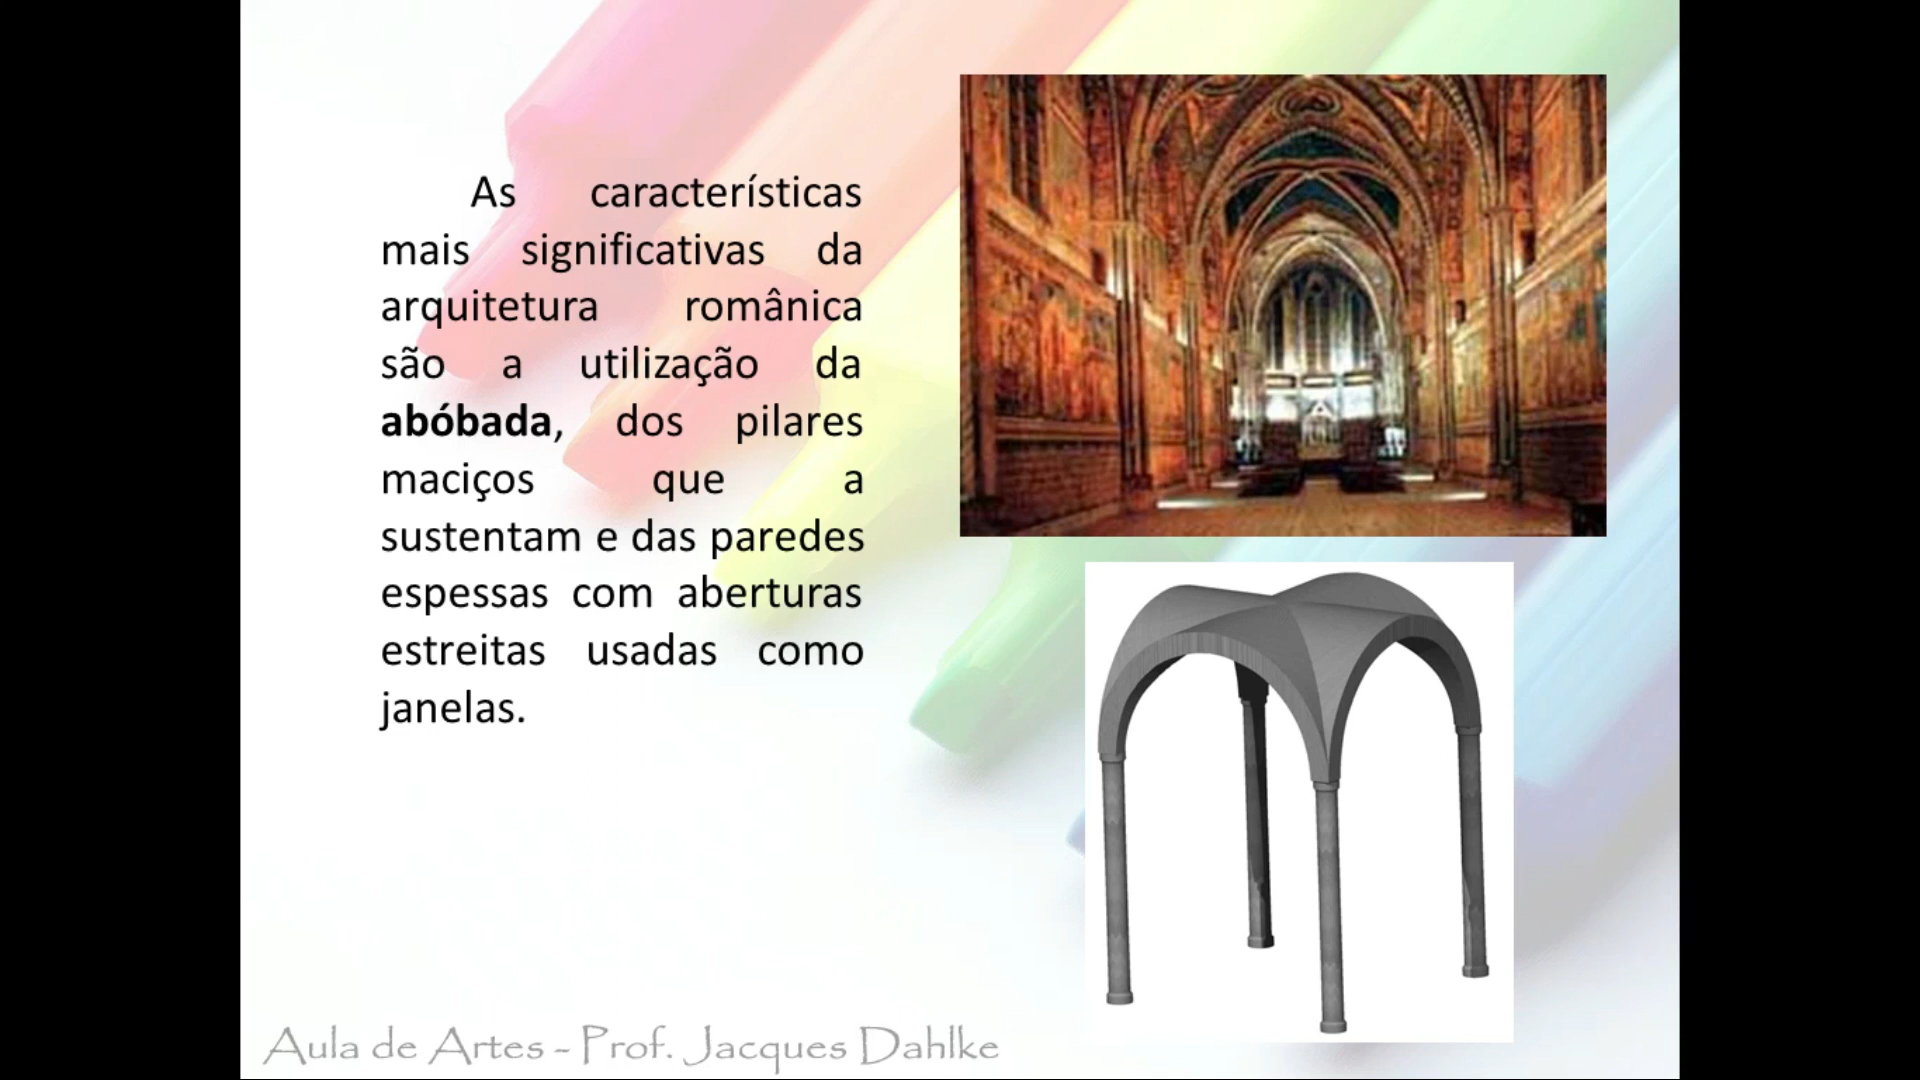 As características
mais significativas da
arquitetura românica
são a utilização da
abóbada, dos pilares
maciços que a
sustentam e das paredes
espessas com aberturas
estreitas usadas como
janelas.
Aula de Artes - Prof. Jacques Dahlke